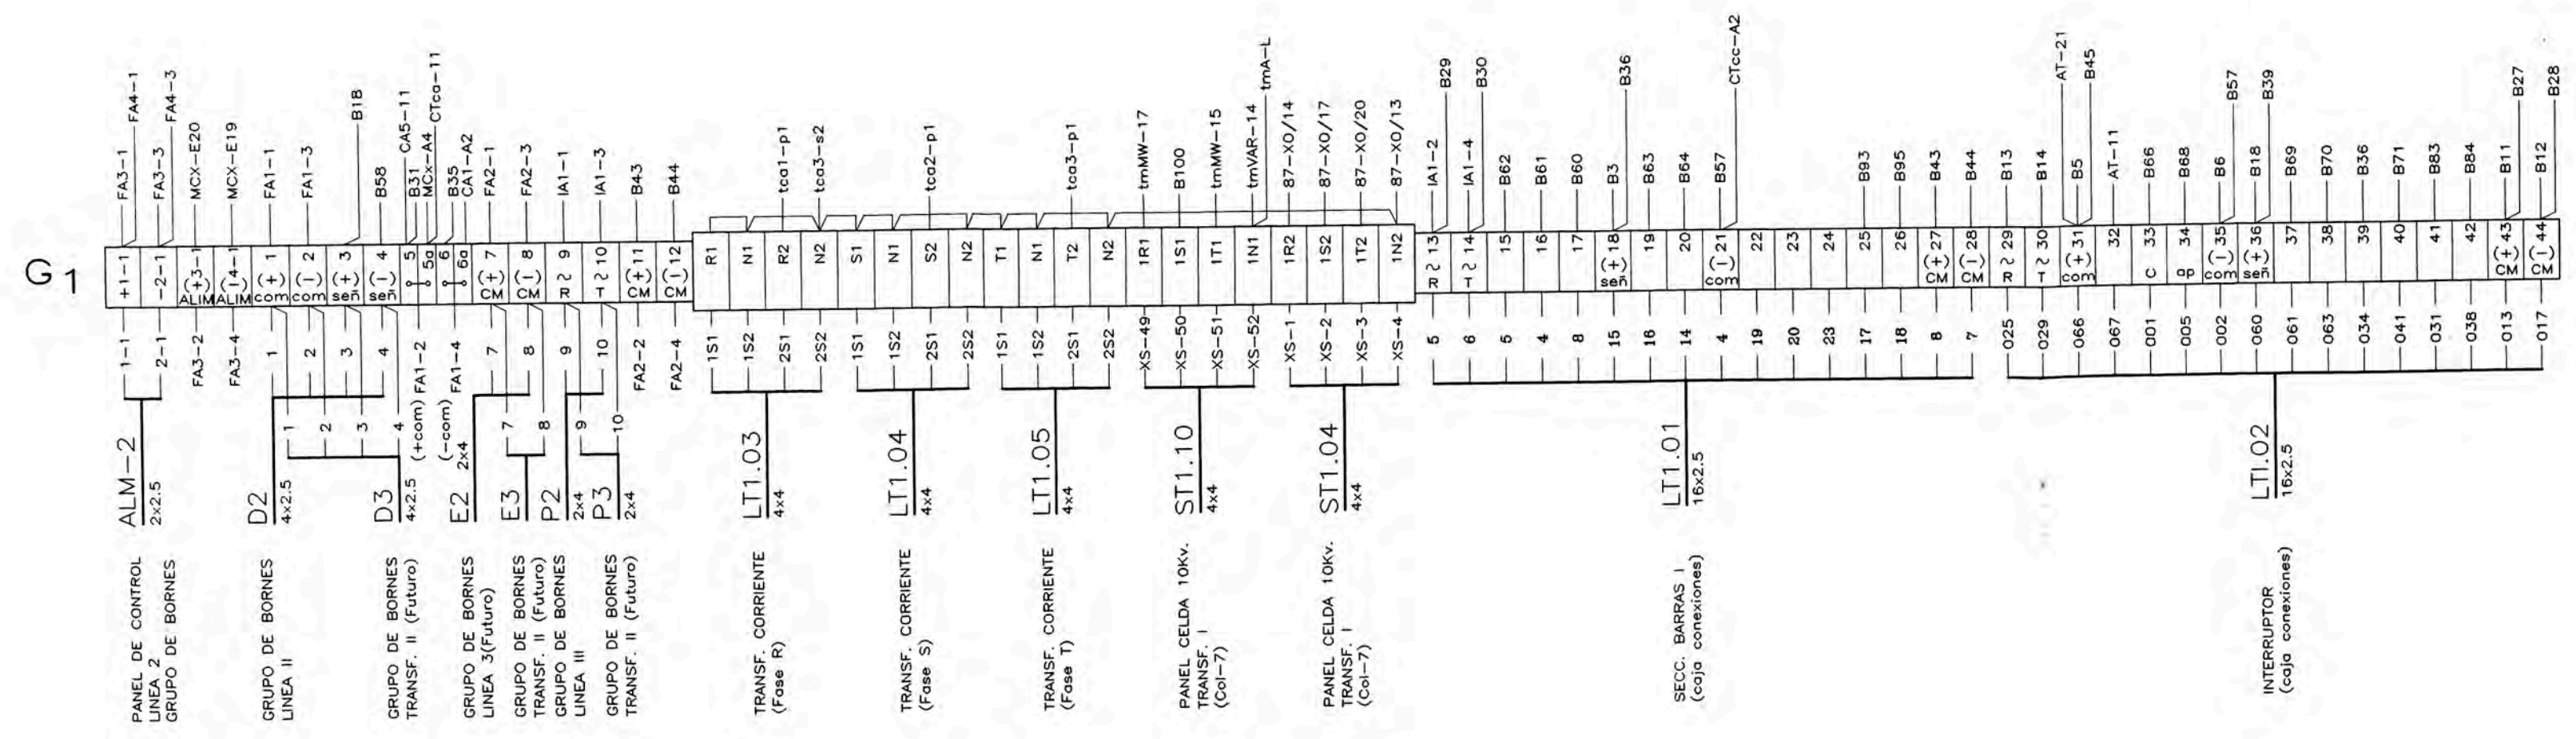 G1
FA3-1
FA4-1
FA3-3
FA4-3
MCX-E20
MCX-E19
FA1-1
FA1-3
B18
B58
CA5-11
B31
MCx-A4
CTca-11
B35
CA1-A2
FA2-1
FA2-3
IA1-1
IA1-3
B43
B44
tca1-p1
tca3-s2
tca2-p1
tca3-p1
tmMW-17
B100
tmMW-15
tmVAR-14
tmA-L
87-XO/14
87-XO/17
87-XO/20
87-XO/13
IA1-2
B29
IA1-4
B30
B62
B61
B60
B3
B36
B63
B64
B57
CTcc-A2
B93
B95
B43
B44
B13
B14
AT-21
B5
B45
AT-11
B66
B68
B6
B57
B18
B39
B69
B70
B36
B71
B83
B84
B11
B27
B12
B28
+1-1
-2-1
(+)3-1 ALIM
(-)4-1 ALIM
(+) 1 com
(-) 2 com
(+) 3 señ
(-) 4 señ
5
5a
6
6a
(+) 7 CM
(-) 8 CM
R ∿ 9
T ∿ 10
(+) 11 CM
(-) 12 CM
R1
N1
R2
N2
S1
N1
S2
N2
T1
N1
T2
N2
1R1
1S1
1T1
1N1
1R2
1S2
1T2
1N2
R ∿ 13
T ∿ 14
15
16
17
(+) 18 señ
19
20
(-) 21 com
22
23
24
25
26
(+) 27 CM
(-) 28 CM
R ∿ 29
T ∿ 30
(+) 31 com
32
C 33
ap 34
(-) 35 com
(+) 36 señ
37
38
39
40
41
42
(+) 43 CM
(-) 44 CM
1-1
2-1
FA3-2
FA3-4
1
2
3
4
FA1-2
(+com)
FA1-4
(-com)
7
8
9
10
FA2-2
FA2-4
1
2
3
4
7
8
9
10
1S1
1S2
2S1
2S2
1S1
1S2
2S1
2S2
1S1
1S2
2S1
2S2
XS-49
XS-50
XS-51
XS-52
XS-1
XS-2
XS-3
XS-4
5
6
5
4
8
15
16
14
4
19
20
23
17
18
8
7
025
029
066
067
001
005
002
060
061
063
034
041
031
038
013
017
ALM-2
2x2.5
D2
4x2.5
D3
4x2.5
E2
2x4
E3
P2
2x4
P3
2x4
LT1.03
4x4
LT1.04
4x4
LT1.05
4x4
ST1.10
4x4
ST1.04
4x4
LT1.01
16x2.5
LTI.02
16x2.5
PANEL DE CONTROL
LINEA 2
GRUPO DE BORNES
GRUPO DE BORNES
LINEA II
GRUPO DE BORNES
TRANSF. II (Futuro)
GRUPO DE BORNES
LINEA 3(Futuro)
GRUPO DE BORNES
TRANSF. II (Futuro)
GRUPO DE BORNES
LINEA III
GRUPO DE BORNES
TRANSF. II (Futuro)
TRANSF. CORRIENTE
(Fase R)
TRANSF. CORRIENTE
(Fase S)
TRANSF. CORRIENTE
(Fase T)
PANEL CELDA 10Kv.
TRANSF. I
(Col-7)
PANEL CELDA 10Kv.
TRANSF. I
(Col-7)
SECC. BARRAS I
(caja conexiones)
INTERRUPTOR
(caja conexiones)